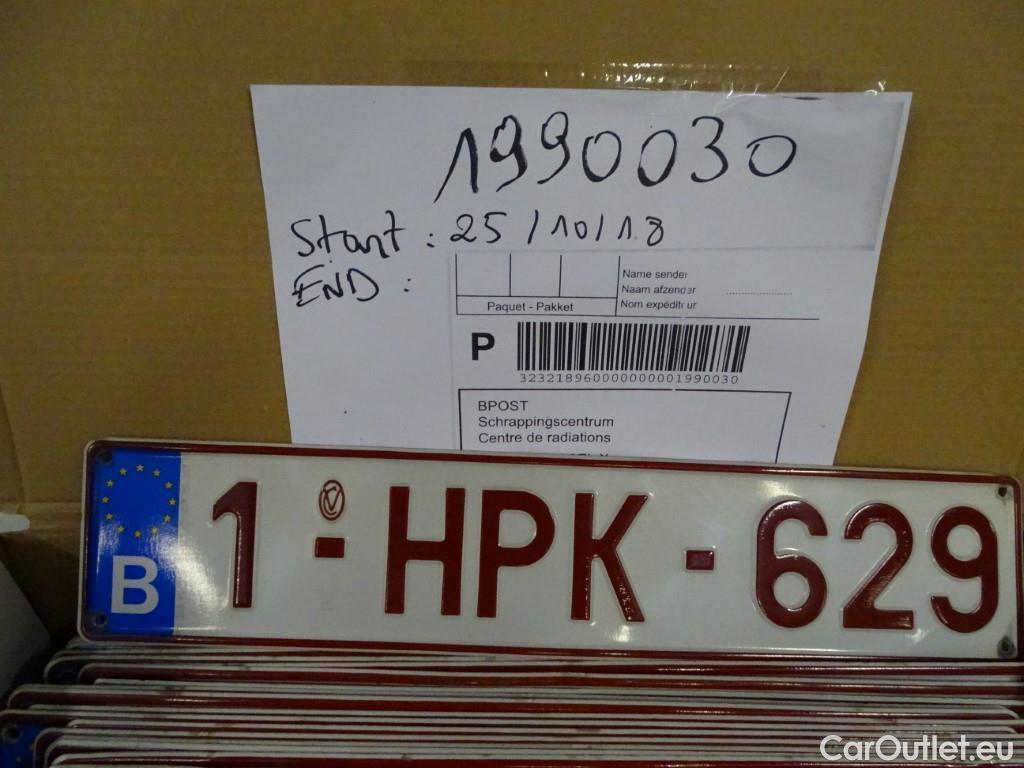 1990030
Start : 25/10/18
END :
Name sender
Naam afzender
Paquet - Pakket
Nom expéditeur
P
3232189600000000001990030
BPOST
Schrappingscentrum
Centre de radiations
B 1-HPK-629
CarOutlet.eu